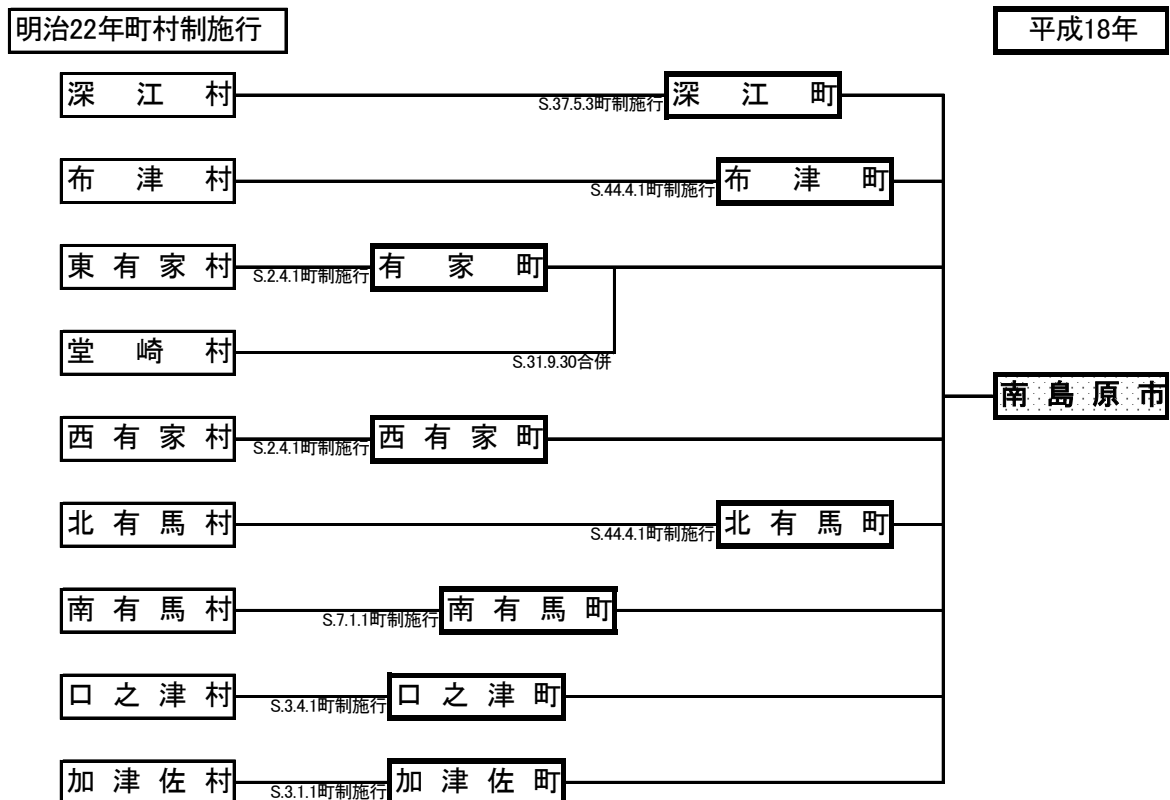 明治22年町村制施行
平成18年
深江村
S.37.5.3町制施行
深江町
布津村
S.44.4.1町制施行
布津町
東有家村
S.2.4.1町制施行
有家町
堂崎村
S.31.9.30合併
南島原市
西有家村
S.2.4.1町制施行
西有家町
北有馬村
S.44.4.1町制施行
北有馬町
南有馬村
S.7.1.1町制施行
南有馬町
口之津村
S.3.4.1町制施行
口之津町
加津佐村
S.3.1.1町制施行
加津佐町